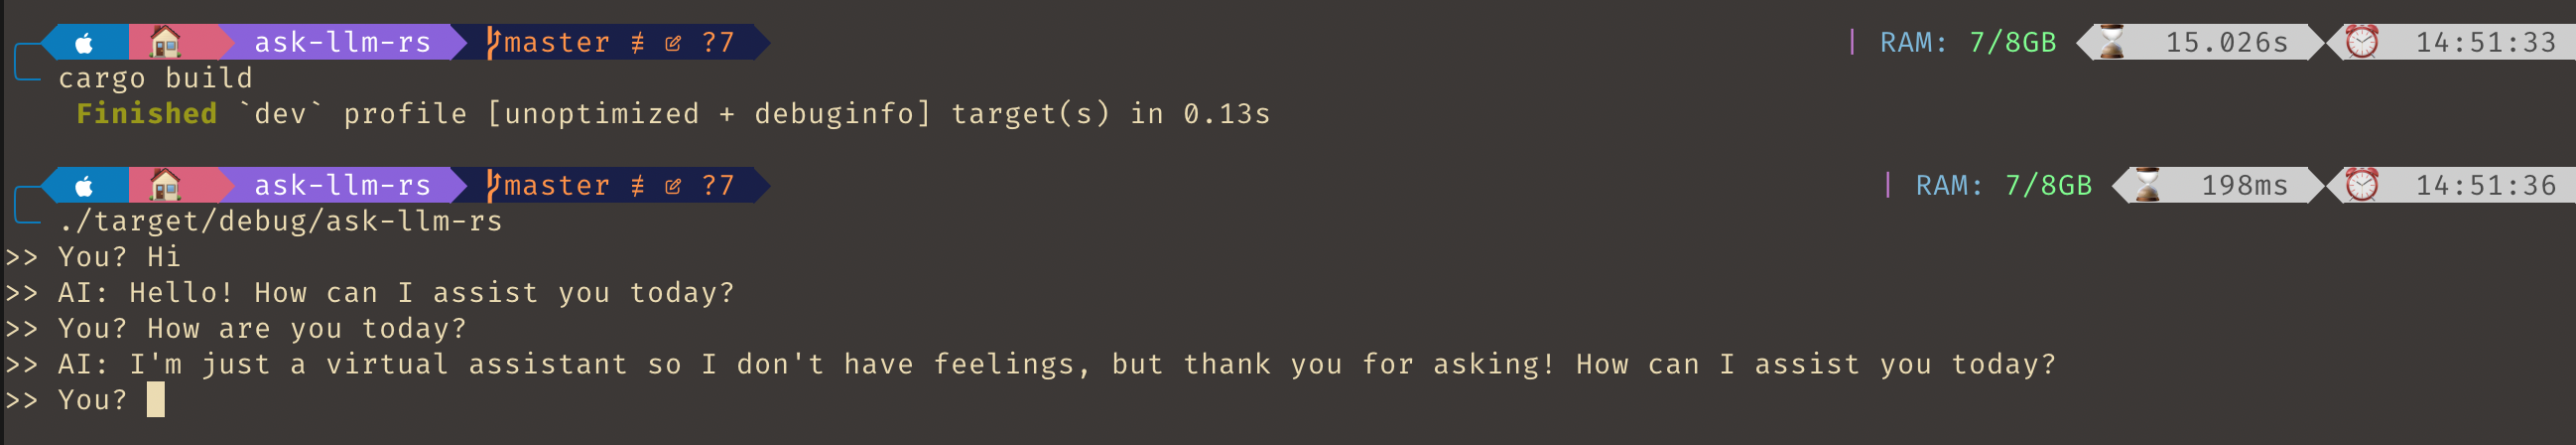 ask-llm-rs master ≢ ?7 | RAM: 7/8GB 15.026s 14:51:33
cargo build
Finished `dev` profile [unoptimized + debuginfo] target(s) in 0.13s
ask-llm-rs master ≢ ?7 | RAM: 7/8GB 198ms 14:51:36
./target/debug/ask-llm-rs
>> You? Hi
>> AI: Hello! How can I assist you today?
>> You? How are you today?
>> AI: I'm just a virtual assistant so I don't have feelings, but thank you for asking! How can I assist you today?
>> You?